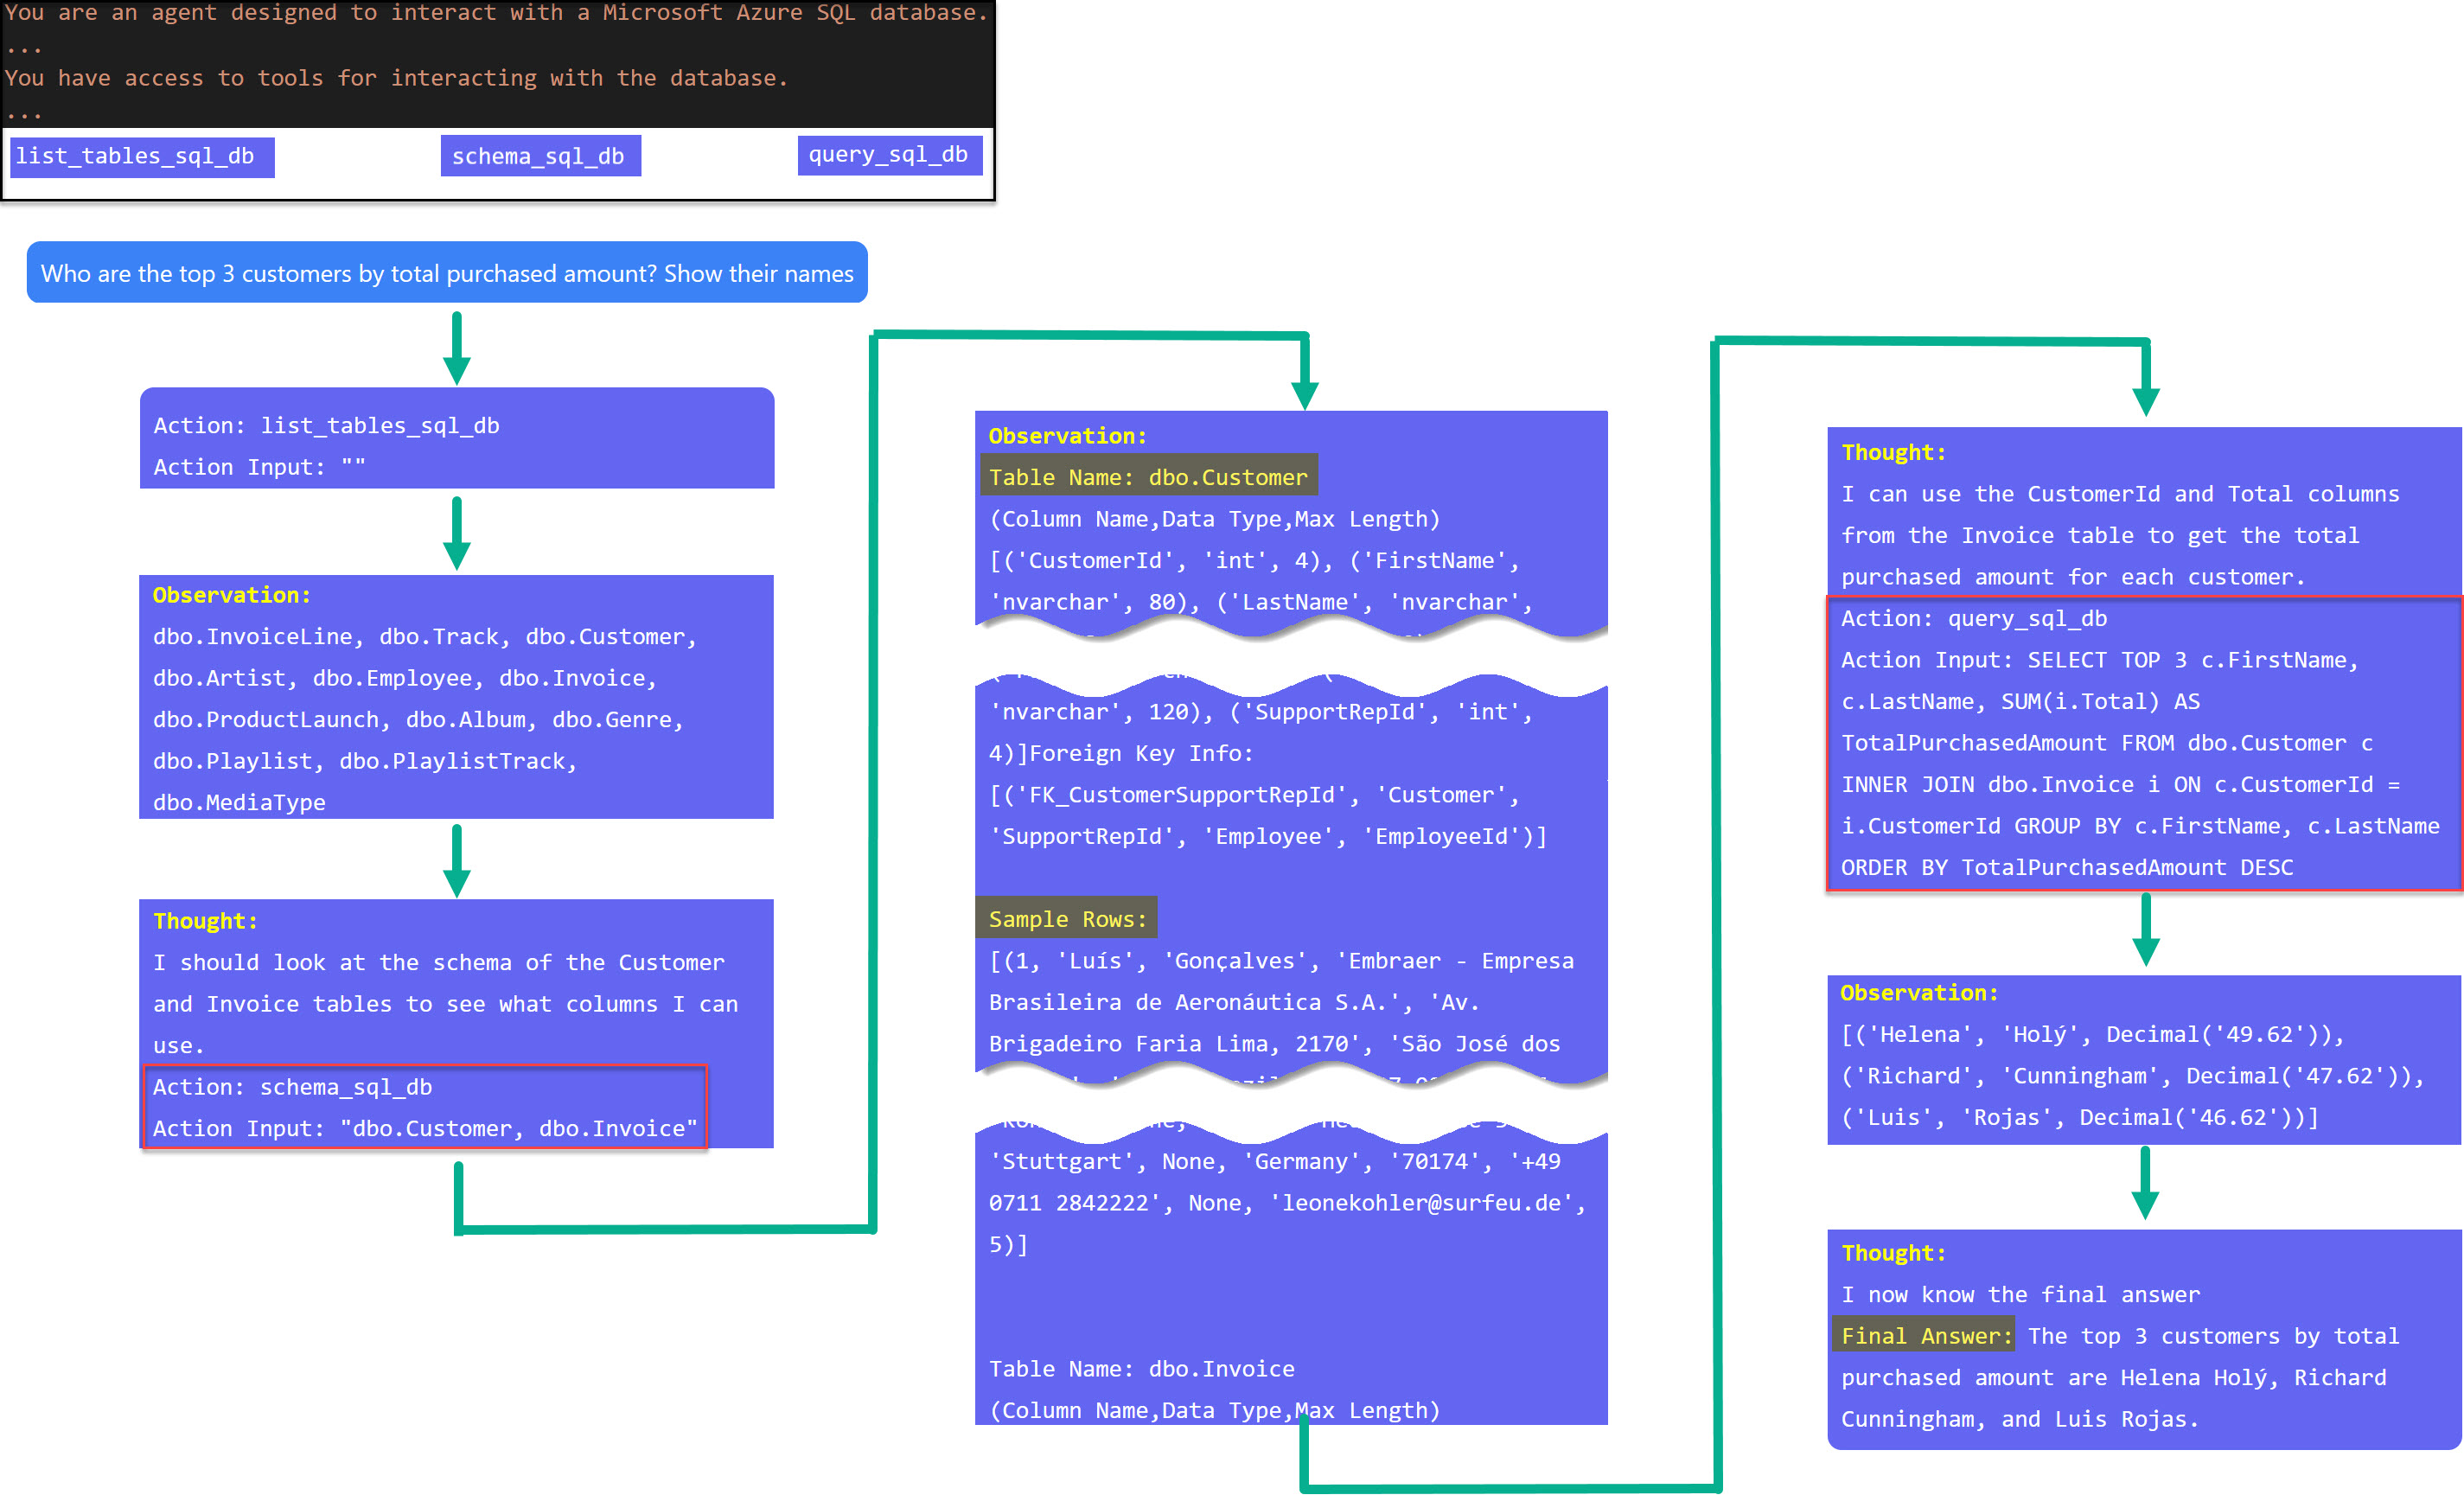 You are an agent designed to interact with a Microsoft Azure SQL database.
...
You have access to tools for interacting with the database.
...
list_tables_sql_db
schema_sql_db
query_sql_db
Who are the top 3 customers by total purchased amount? Show their names
Action: list_tables_sql_db
Action Input: ""
Observation:
dbo.InvoiceLine, dbo.Track, dbo.Customer,
dbo.Artist, dbo.Employee, dbo.Invoice,
dbo.ProductLaunch, dbo.Album, dbo.Genre,
dbo.Playlist, dbo.PlaylistTrack,
dbo.MediaType
Thought:
I should look at the schema of the Customer
and Invoice tables to see what columns I can
use.
Action: schema_sql_db
Action Input: "dbo.Customer, dbo.Invoice"
Observation:
Table Name: dbo.Customer
(Column Name,Data Type,Max Length)
[('CustomerId', 'int', 4), ('FirstName',
'nvarchar', 80), ('LastName', 'nvarchar',
'nvarchar', 120), ('SupportRepId', 'int',
4)]Foreign Key Info:
[('FK_CustomerSupportRepId', 'Customer',
'SupportRepId', 'Employee', 'EmployeeId')]
Sample Rows:
[(1, 'Luís', 'Gonçalves', 'Embraer - Empresa
Brasileira de Aeronáutica S.A.', 'Av.
Brigadeiro Faria Lima, 2170', 'São José dos
'Stuttgart', None, 'Germany', '70174', '+49
0711 2842222', None, 'leonekohler@surfeu.de',
5)]
Table Name: dbo.Invoice
(Column Name,Data Type,Max Length)
Thought:
I can use the CustomerId and Total columns
from the Invoice table to get the total
purchased amount for each customer.
Action: query_sql_db
Action Input: SELECT TOP 3 c.FirstName,
c.LastName, SUM(i.Total) AS
TotalPurchasedAmount FROM dbo.Customer c
INNER JOIN dbo.Invoice i ON c.CustomerId =
i.CustomerId GROUP BY c.FirstName, c.LastName
ORDER BY TotalPurchasedAmount DESC
Observation:
[('Helena', 'Holý', Decimal('49.62')),
('Richard', 'Cunningham', Decimal('47.62')),
('Luis', 'Rojas', Decimal('46.62'))]
Thought:
I now know the final answer
Final Answer: The top 3 customers by total
purchased amount are Helena Holý, Richard
Cunningham, and Luis Rojas.